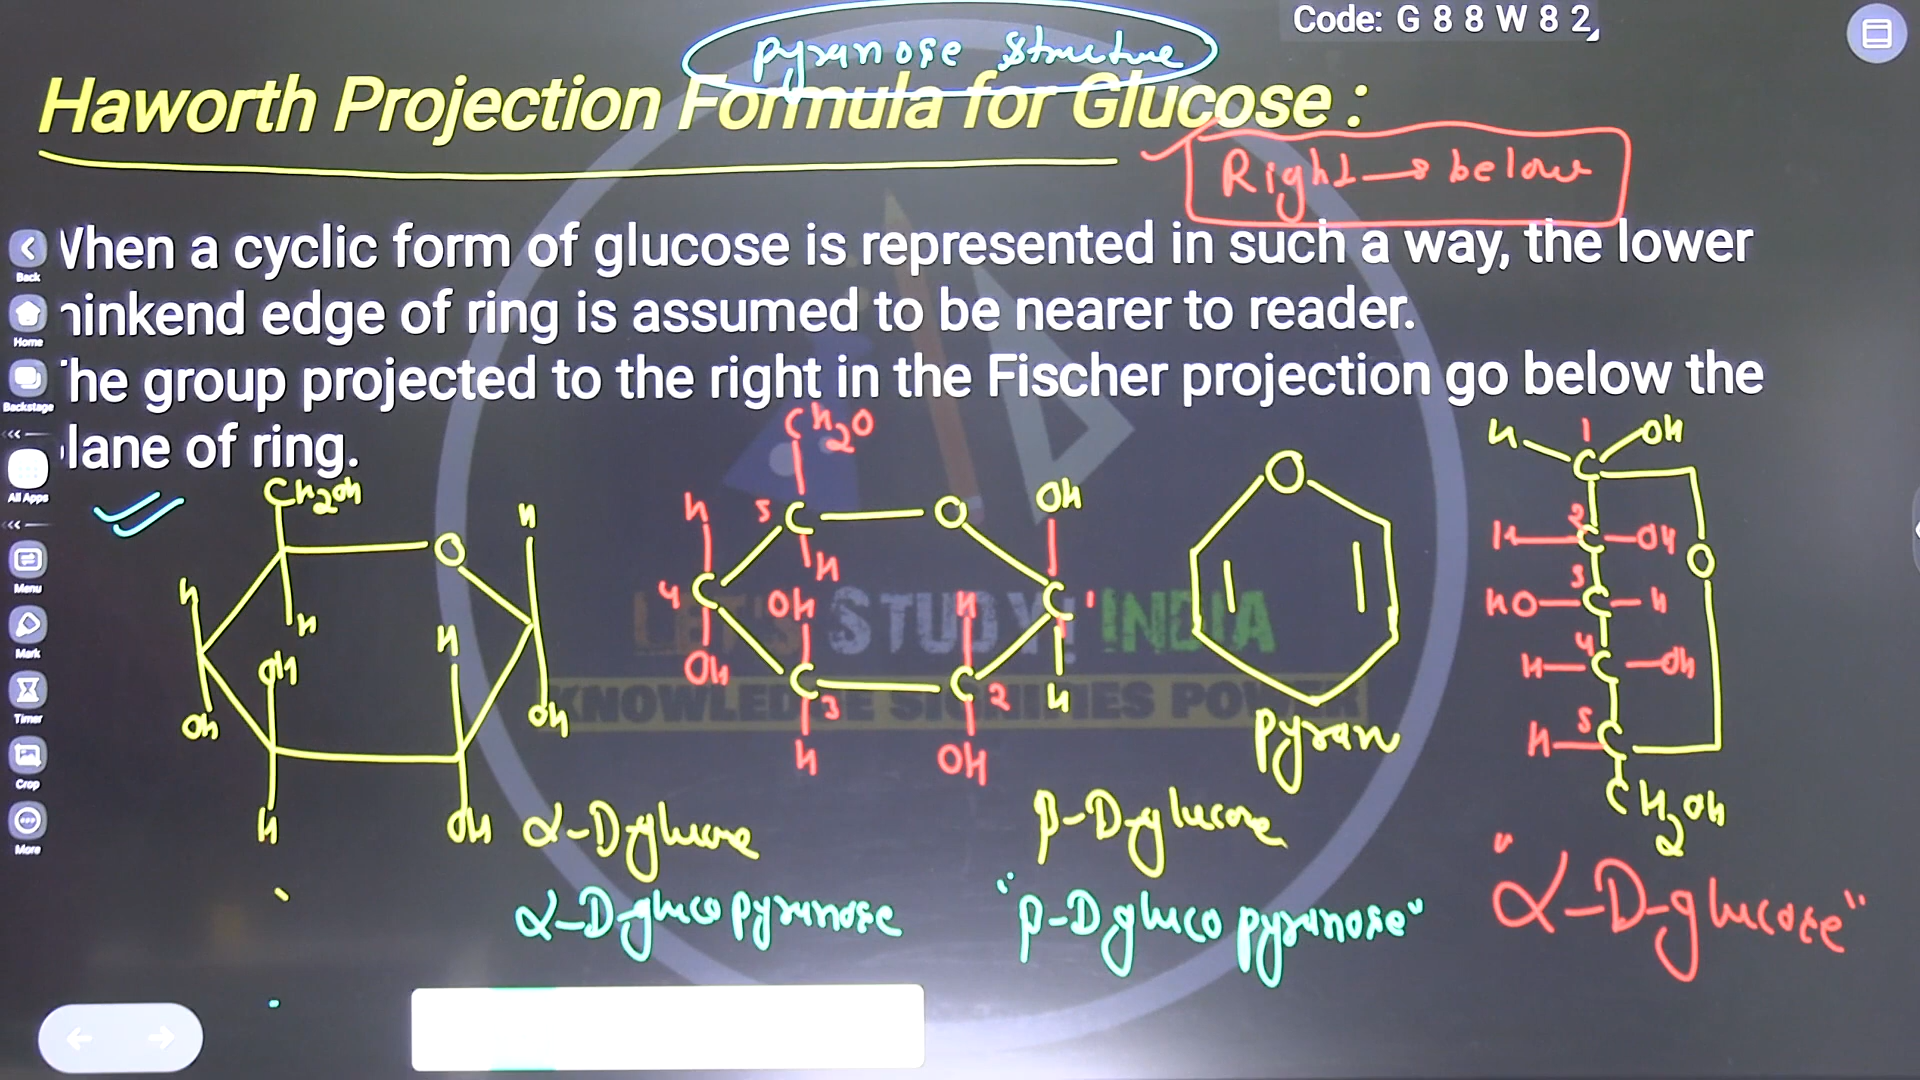 Code: G 8 8 W 8 2
pyranose structure
Haworth Projection Formula for Glucose :
Right → below
When a cyclic form of glucose is represented in such a way, the lower
hinkend edge of ring is assumed to be nearer to reader.
The group projected to the right in the Fischer projection go below the
plane of ring.
Back
Home
Backstage
All Apps
Menu
Mark
Timer
Crop
More
CH2OH
O
H
H
H
OH
H
OH
OH
H
OH
CH2O
H
5
C
O
OH
H
4
C
OH
H
C
1
OH
C
3
C
2
H
H
OH
O
pyran
H
1
OH
C
2
H
C
OH
O
3
HO
C
H
4
H
C
OH
5
H
C
CH2OH
LET'S STUDY! INDIA
KNOWLEDGE SIGNIFIES POWER
α-D-glucose
β-D-glucose
α-D-glucopyranose
"β-D glucopyranose"
"α-D-glucose"